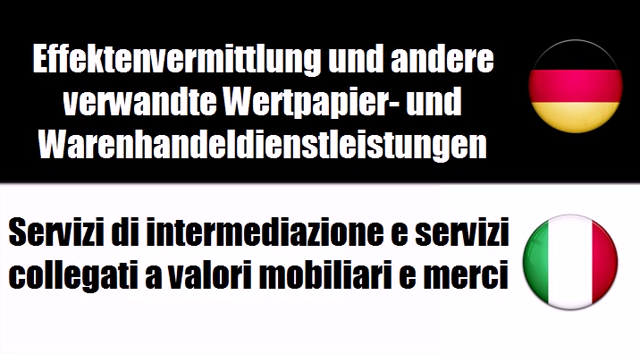 Effektenvermittlung und andere
verwandte Wertpapier- und
Warenhandeldienstleistungen
Servizi di intermediazione e servizi
collegati a valori mobiliari e merci